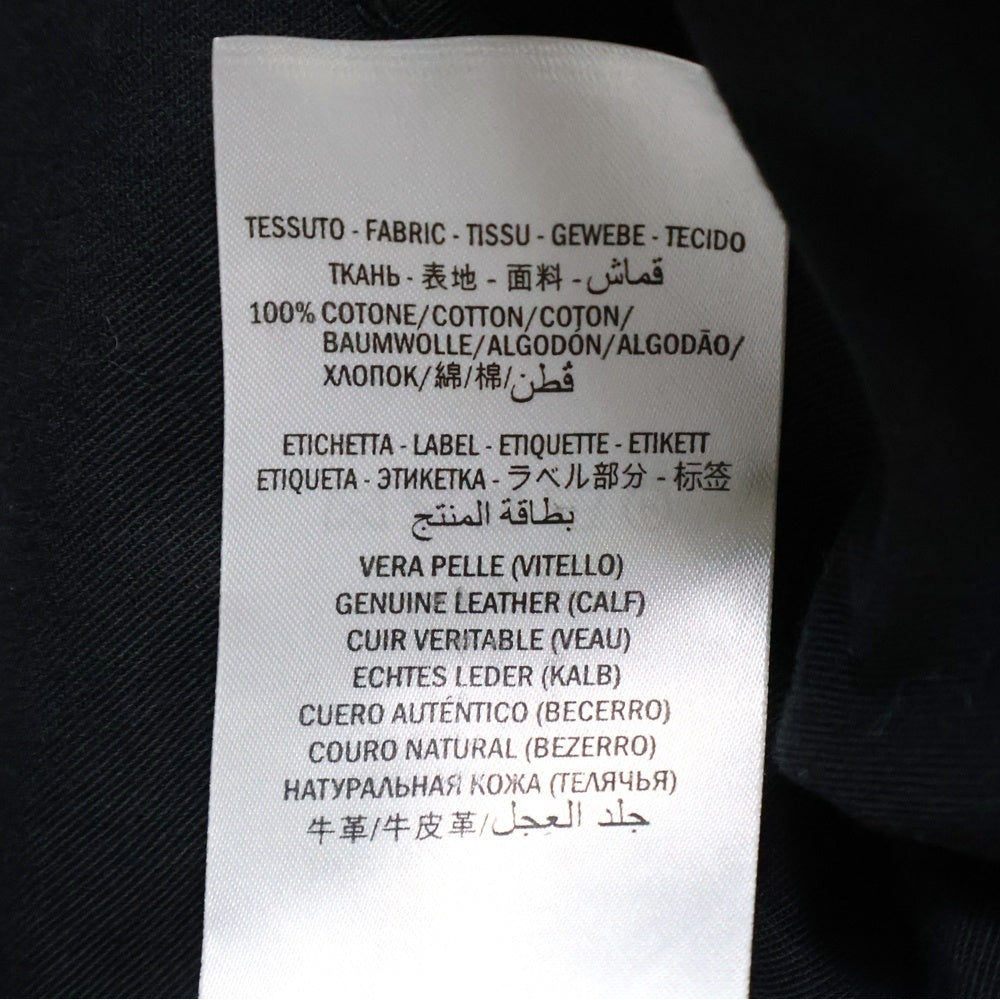 TESSUTO - FABRIC - TISSU - GEWEBE - TECIDO
ТКАНЬ - 表地 - 面料 - قماش
100% COTONE/COTTON/COTON/
BAUMWOLLE/ALGODÓN/ALGODÃO/
ХЛОПОК/綿/棉/قطن
ETICHETTA - LABEL - ETIQUETTE - ETIKETT
ETIQUETA - ЭТИКЕТКА - ラベル部分 - 标签
بطاقة المنتج
VERA PELLE (VITELLO)
GENUINE LEATHER (CALF)
CUIR VERITABLE (VEAU)
ECHTES LEDER (KALB)
CUERO AUTÉNTICO (BECERRO)
COURO NATURAL (BEZERRO)
НАТУРАЛЬНАЯ КОЖА (ТЕЛЯЧЬЯ)
牛革/牛皮革/جلد العجل